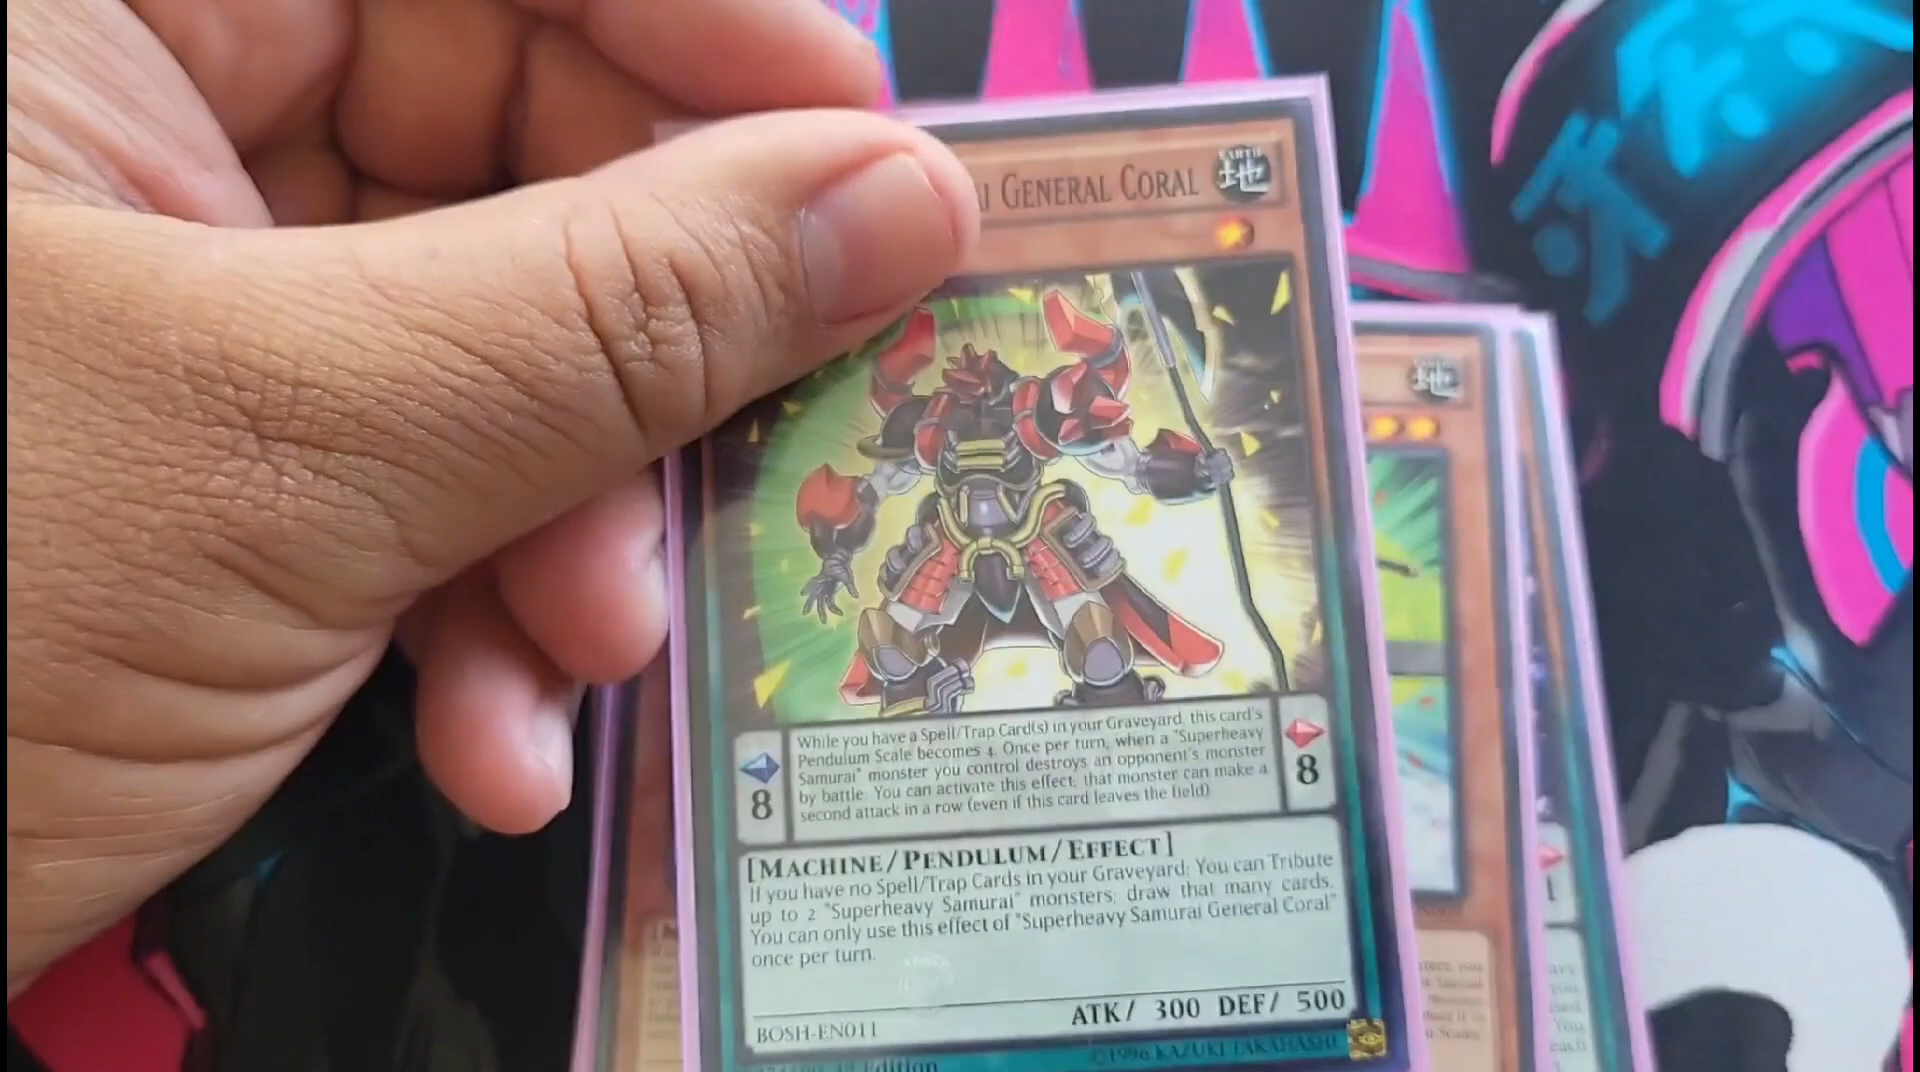 AI GENERAL CORAL
EARTH
地
While you have a Spell/Trap Card(s) in your Graveyard, this card's
Pendulum Scale becomes 4. Once per turn, when a "Superheavy
Samurai" monster you control destroys an opponent's monster
by battle: You can activate this effect; that monster can make a
second attack in a row (even if this card leaves the field).
8
8
[MACHINE/PENDULUM/EFFECT]
If you have no Spell/Trap Cards in your Graveyard: You can Tribute
up to 2 "Superheavy Samurai" monsters; draw that many cards.
You can only use this effect of "Superheavy Samurai General Coral"
once per turn.
ATK/ 300 DEF/ 500
BOSH-EN011
©1996 KAZUKI TAKAHASHI
Edition
地
1